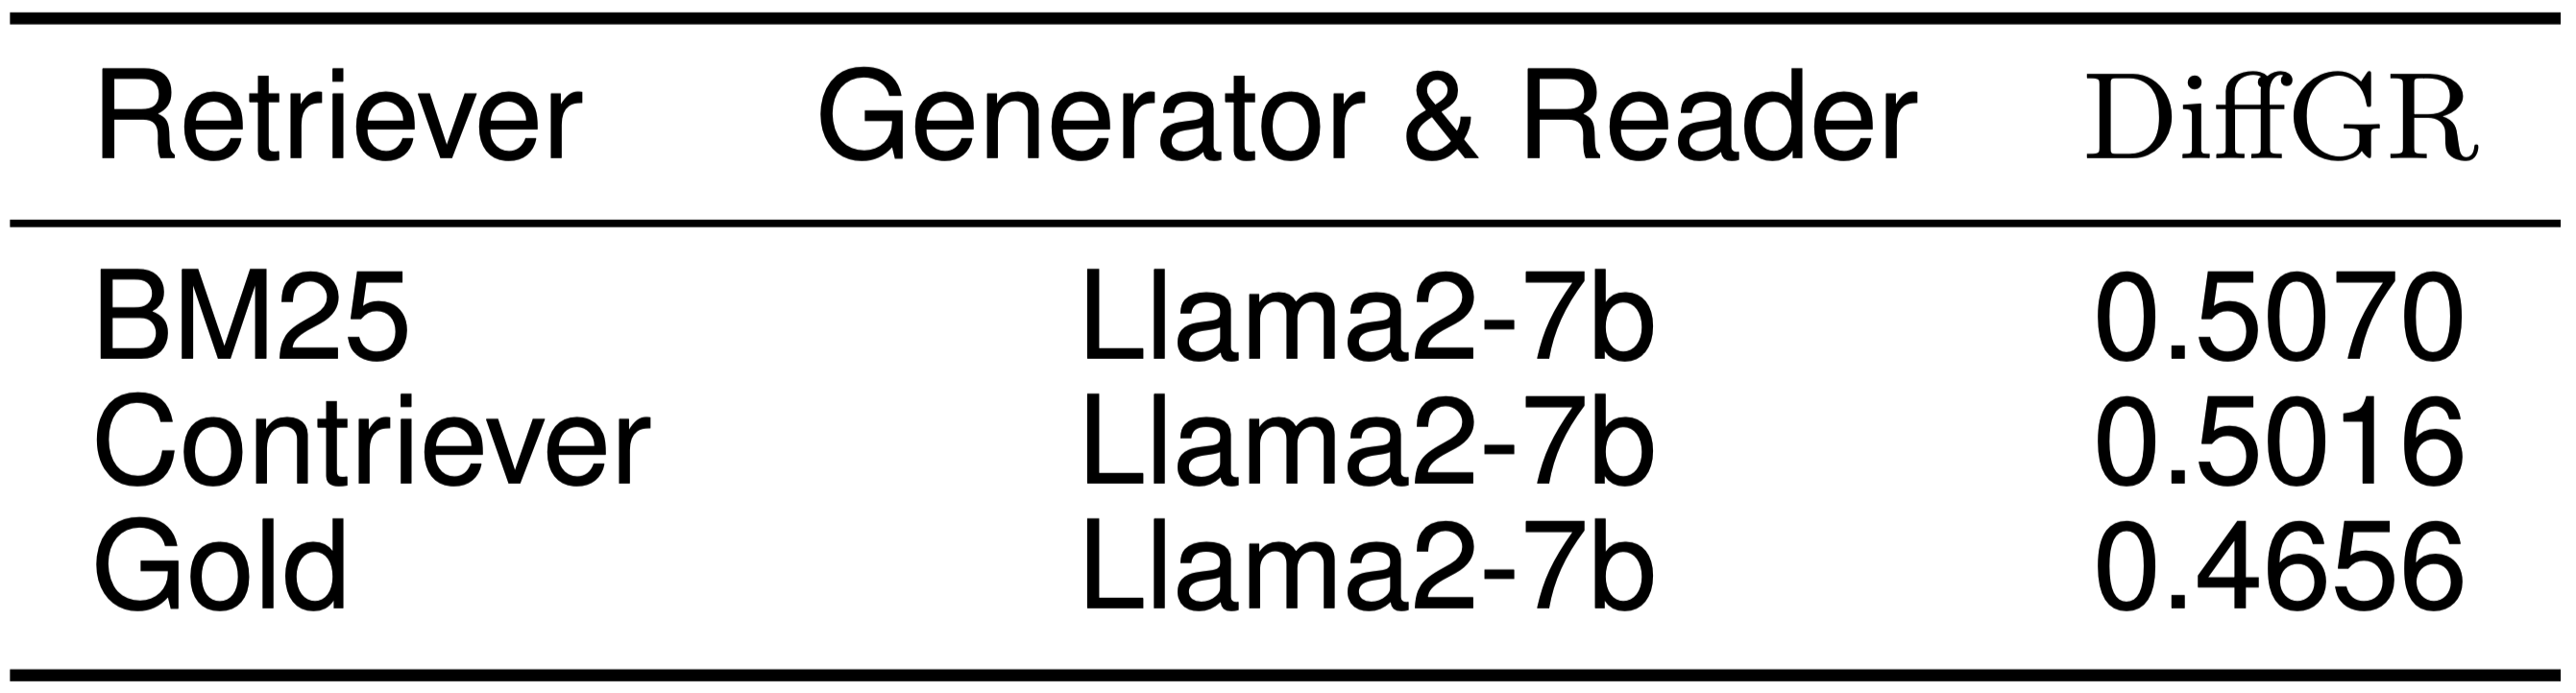 Retriever Generator & Reader DiffGR
BM25 Llama2-7b 0.5070
Contriever Llama2-7b 0.5016
Gold Llama2-7b 0.4656